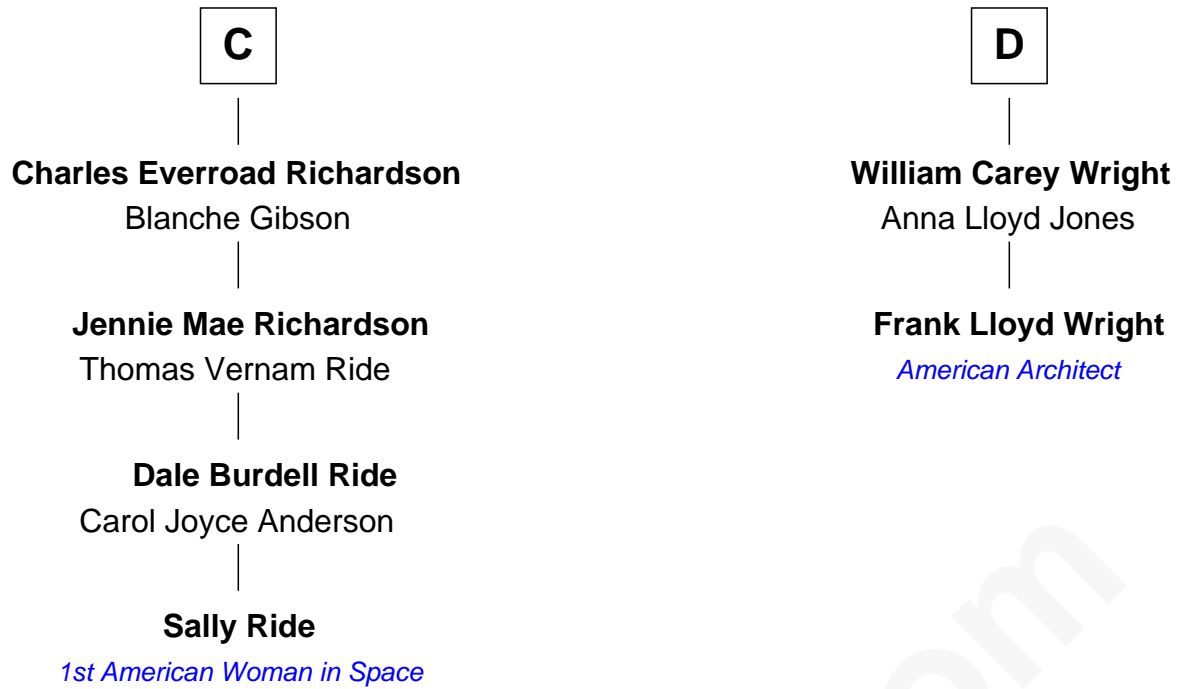 C
Charles Everroad Richardson
Blanche Gibson
Jennie Mae Richardson
Thomas Vernam Ride
Dale Burdell Ride
Carol Joyce Anderson
Sally Ride
1st American Woman in Space
D
William Carey Wright
Anna Lloyd Jones
Frank Lloyd Wright
American Architect
om